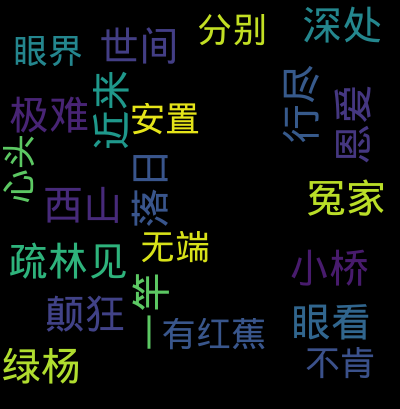 分别
深处
世间
眼界
近来
行尽
恩爱
极难
安置
心头
落日
西山
冤家
无端
疏林见
小桥
一竿
颠狂
有红蕉
眼看
绿杨
不肯